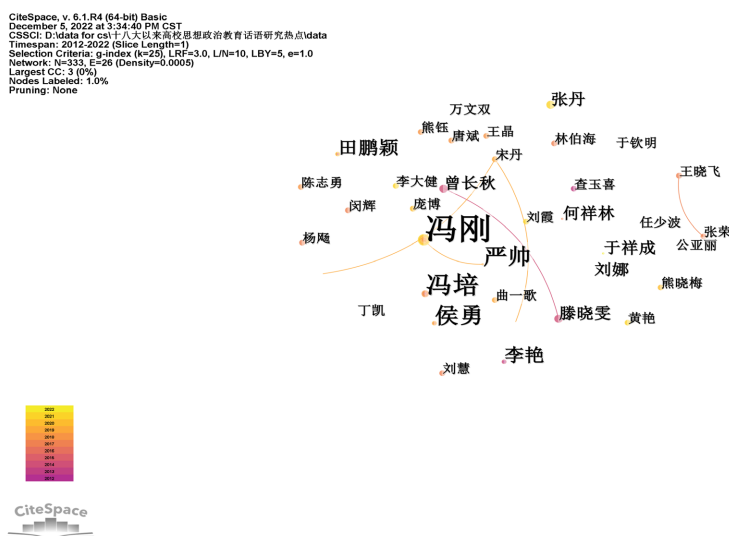 CiteSpace, v. 6.1.R4 (64-bit) Basic
December 5, 2022 at 3:34:40 PM CST
CSSCI: D:\data for cs\十八大以来高校思想政治教育话语研究热点\data
Timespan: 2012-2022 (Slice Length=1)
Selection Criteria: g-index (k=25), LRF=3.0, L/N=10, LBY=5, e=1.0
Network: N=333, E=26 (Density=0.0005)
Largest CC: 3 (0%)
Nodes Labeled: 1.0%
Pruning: None
张丹
万文双
熊钰
唐斌
王晶
林伯海
于钦明
田鹏颖
宋丹
王晓飞
陈志勇
李大健
曾长秋
查玉喜
闵辉
庞博
刘霞
何祥林
任少波
张荣
冯刚
杨飏
公亚丽
严帅
于祥成
刘娜
冯培
曲一歌
熊晓梅
丁凯
侯勇
滕晓雯
黄艳
李艳
刘慧
2022
2021
2020
2019
2018
2017
2016
2015
2014
2013
2012
CiteSpace